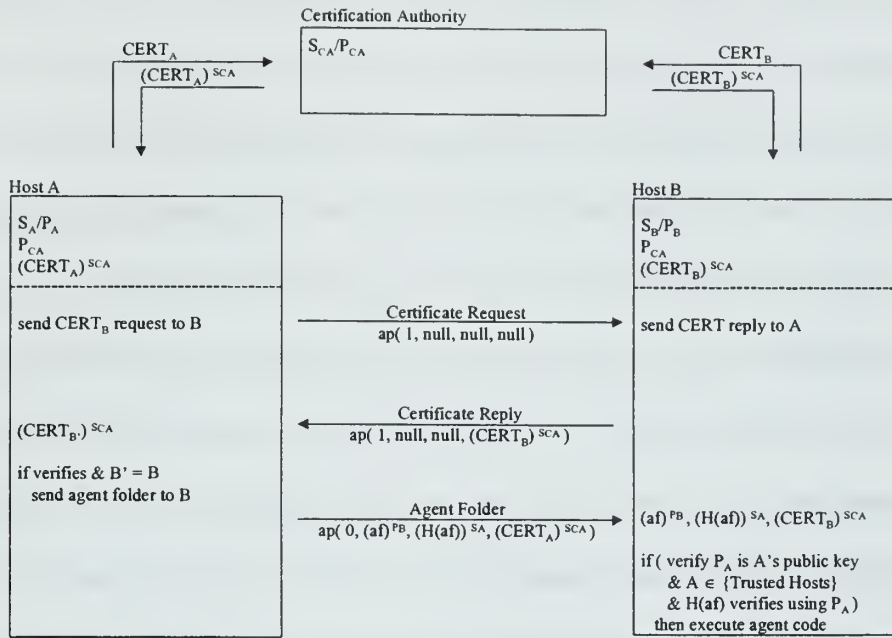 Certification Authority
S_CA/P_CA
CERT_A
(CERT_A)^SCA
CERT_B
(CERT_B)^SCA
Host A
S_A/P_A
P_CA
(CERT_A)^SCA
send CERT_B request to B
(CERT_B')^SCA
if verifies & B' = B
send agent folder to B
Certificate Request
ap( 1, null, null, null )
Certificate Reply
ap( 1, null, null, (CERT_B)^SCA )
Agent Folder
ap( 0, (af)^PB, (H(af))^SA, (CERT_A)^SCA )
Host B
S_B/P_B
P_CA
(CERT_B)^SCA
send CERT reply to A
(af)^PB, (H(af))^SA, (CERT_B)^SCA
if ( verify P_A is A's public key
& A ∈ {Trusted Hosts}
& H(af) verifies using P_A )
then execute agent code